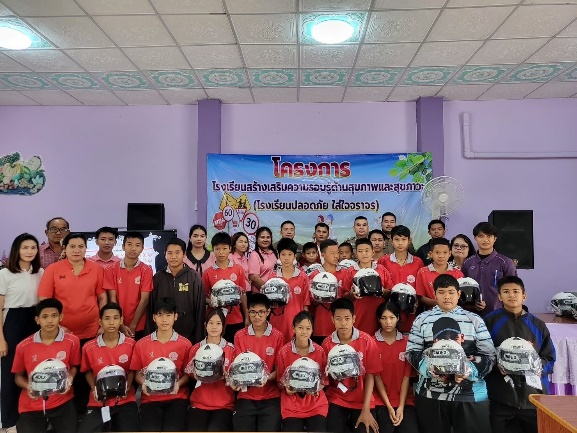 โครงการ
โรงเรียนสร้างเสริมความรอบรู้ด้านสุขภาพและสุขภาวะ
(โรงเรียนปลอดภัย ใส่ใจจราจร)
60
30